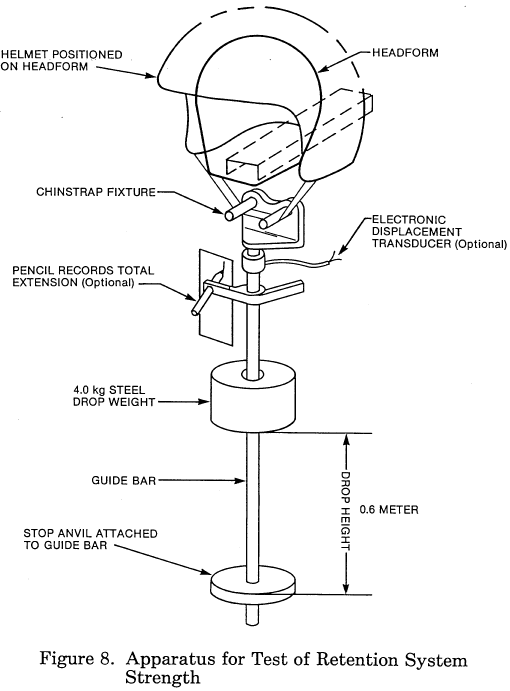 HELMET POSITIONED
ON HEADFORM
HEADFORM
CHINSTRAP FIXTURE
ELECTRONIC
DISPLACEMENT
TRANSDUCER (Optional)
PENCIL RECORDS TOTAL
EXTENSION (Optional)
4.0 kg STEEL
DROP WEIGHT
GUIDE BAR
DROP HEIGHT
0.6 METER
STOP ANVIL ATTACHED
TO GUIDE BAR
Figure 8. Apparatus for Test of Retention System
Strength